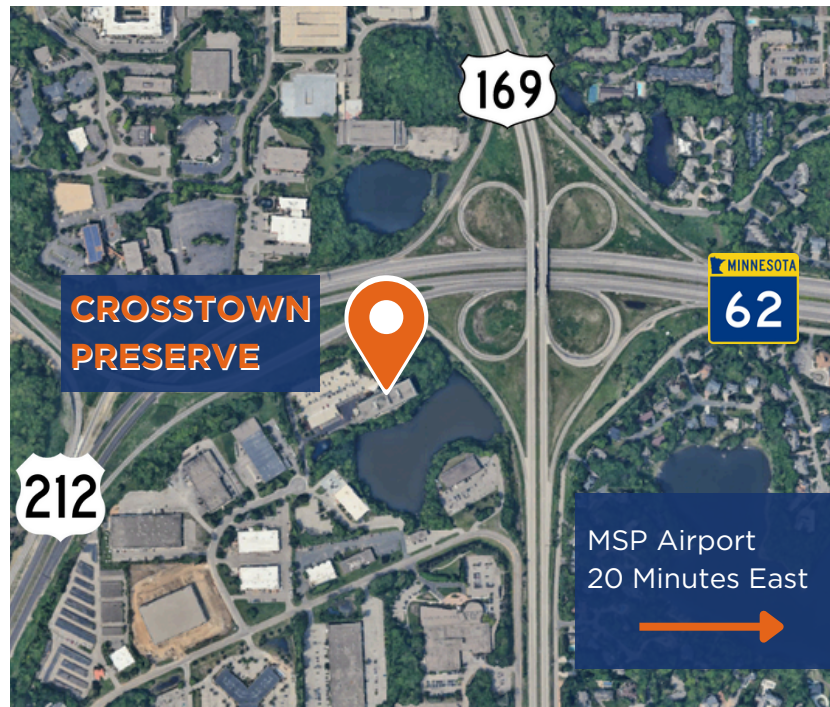 169
MINNESOTA
62
CROSSTOWN
PRESERVE
212
MSP Airport
20 Minutes East